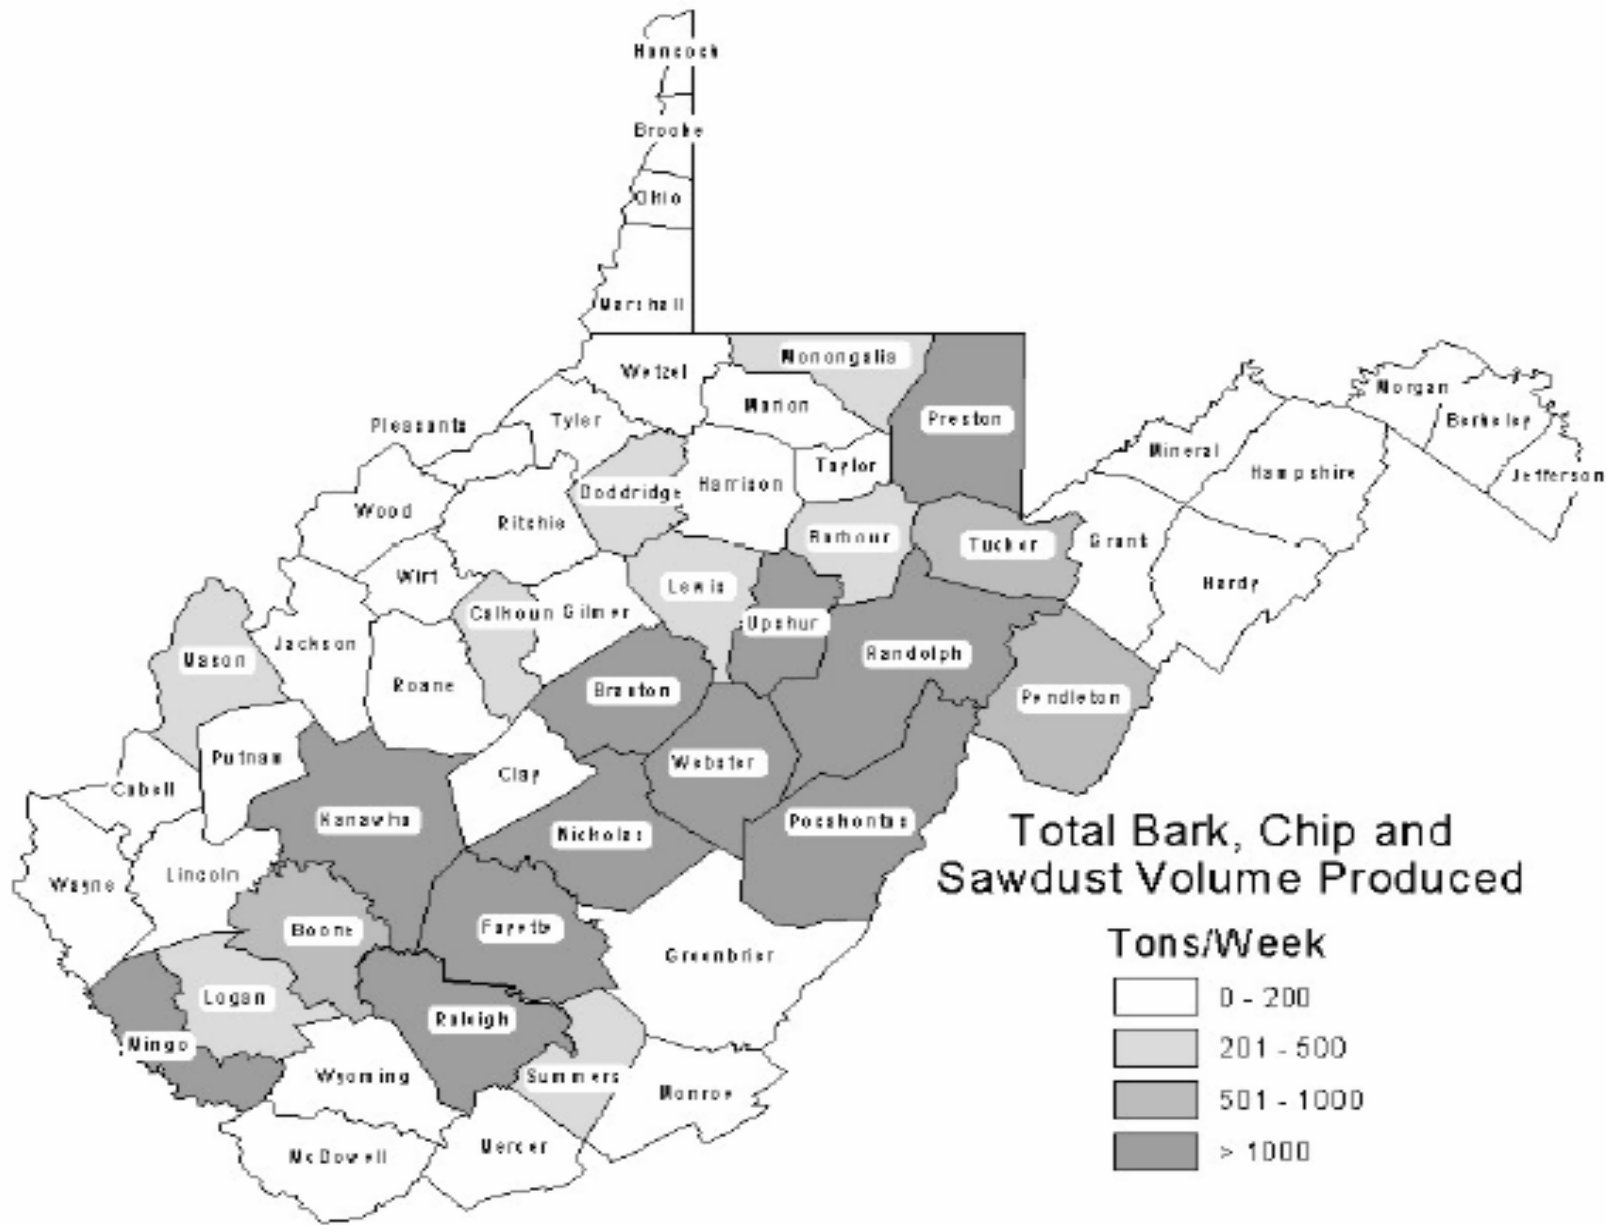 Hancock
Brooke
Ohio
Marshall
Wetzel
Monongalia
Marion
Preston
Tyler
Pleasants
Morgan
Berkeley
Mineral
Hampshire
Jefferson
Taylor
Harrison
Doddridge
Wood
Ritchie
Barbour
Tucker
Grant
Hardy
Wirt
Lewis
Calhoun
Gilmer
Upshur
Jackson
Mason
Roane
Braxton
Randolph
Pendleton
Putnam
Clay
Webster
Cabell
Kanawha
Nicholas
Pocahontas
Wayne
Lincoln
Boone
Fayette
Greenbrier
Logan
Raleigh
Mingo
Wyoming
Summers
Monroe
McDowell
Mercer
Total Bark, Chip and
Sawdust Volume Produced
Tons/Week
0 - 200
201 - 500
501 - 1000
> 1000